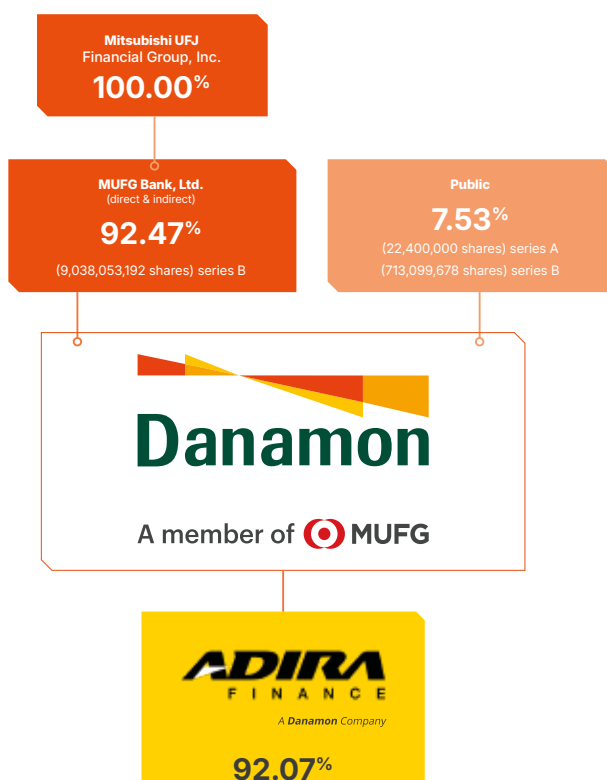 Mitsubishi UFJ
Financial Group, Inc.
100.00%
MUFG Bank, Ltd.
(direct & indirect)
92.47%
(9,038,053,192 shares) series B
Public
7.53%
(22,400,000 shares) series A
(713,099,678 shares) series B
Danamon
A member of MUFG
ADIRA
FINANCE
A Danamon Company
92.07%